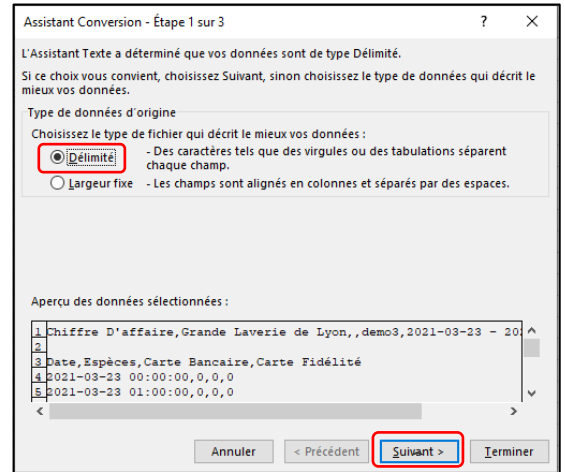 Assistant Conversion - Étape 1 sur 3 ? ×
L'Assistant Texte a déterminé que vos données sont de type Délimité.
Si ce choix vous convient, choisissez Suivant, sinon choisissez le type de données qui décrit le
mieux vos données.
Type de données d'origine
Choisissez le type de fichier qui décrit le mieux vos données :
Délimité - Des caractères tels que des virgules ou des tabulations séparent
chaque champ.
Largeur fixe - Les champs sont alignés en colonnes et séparés par des espaces.
Aperçu des données sélectionnées :
1 Chiffre D'affaire,Grande Laverie de Lyon,,demo3,2021-03-23 - 20
2
3 Date,Espèces,Carte Bancaire,Carte Fidélité
4 2021-03-23 00:00:00,0,0,0
5 2021-03-23 01:00:00,0,0,0
Annuler < Précédent Suivant > Terminer